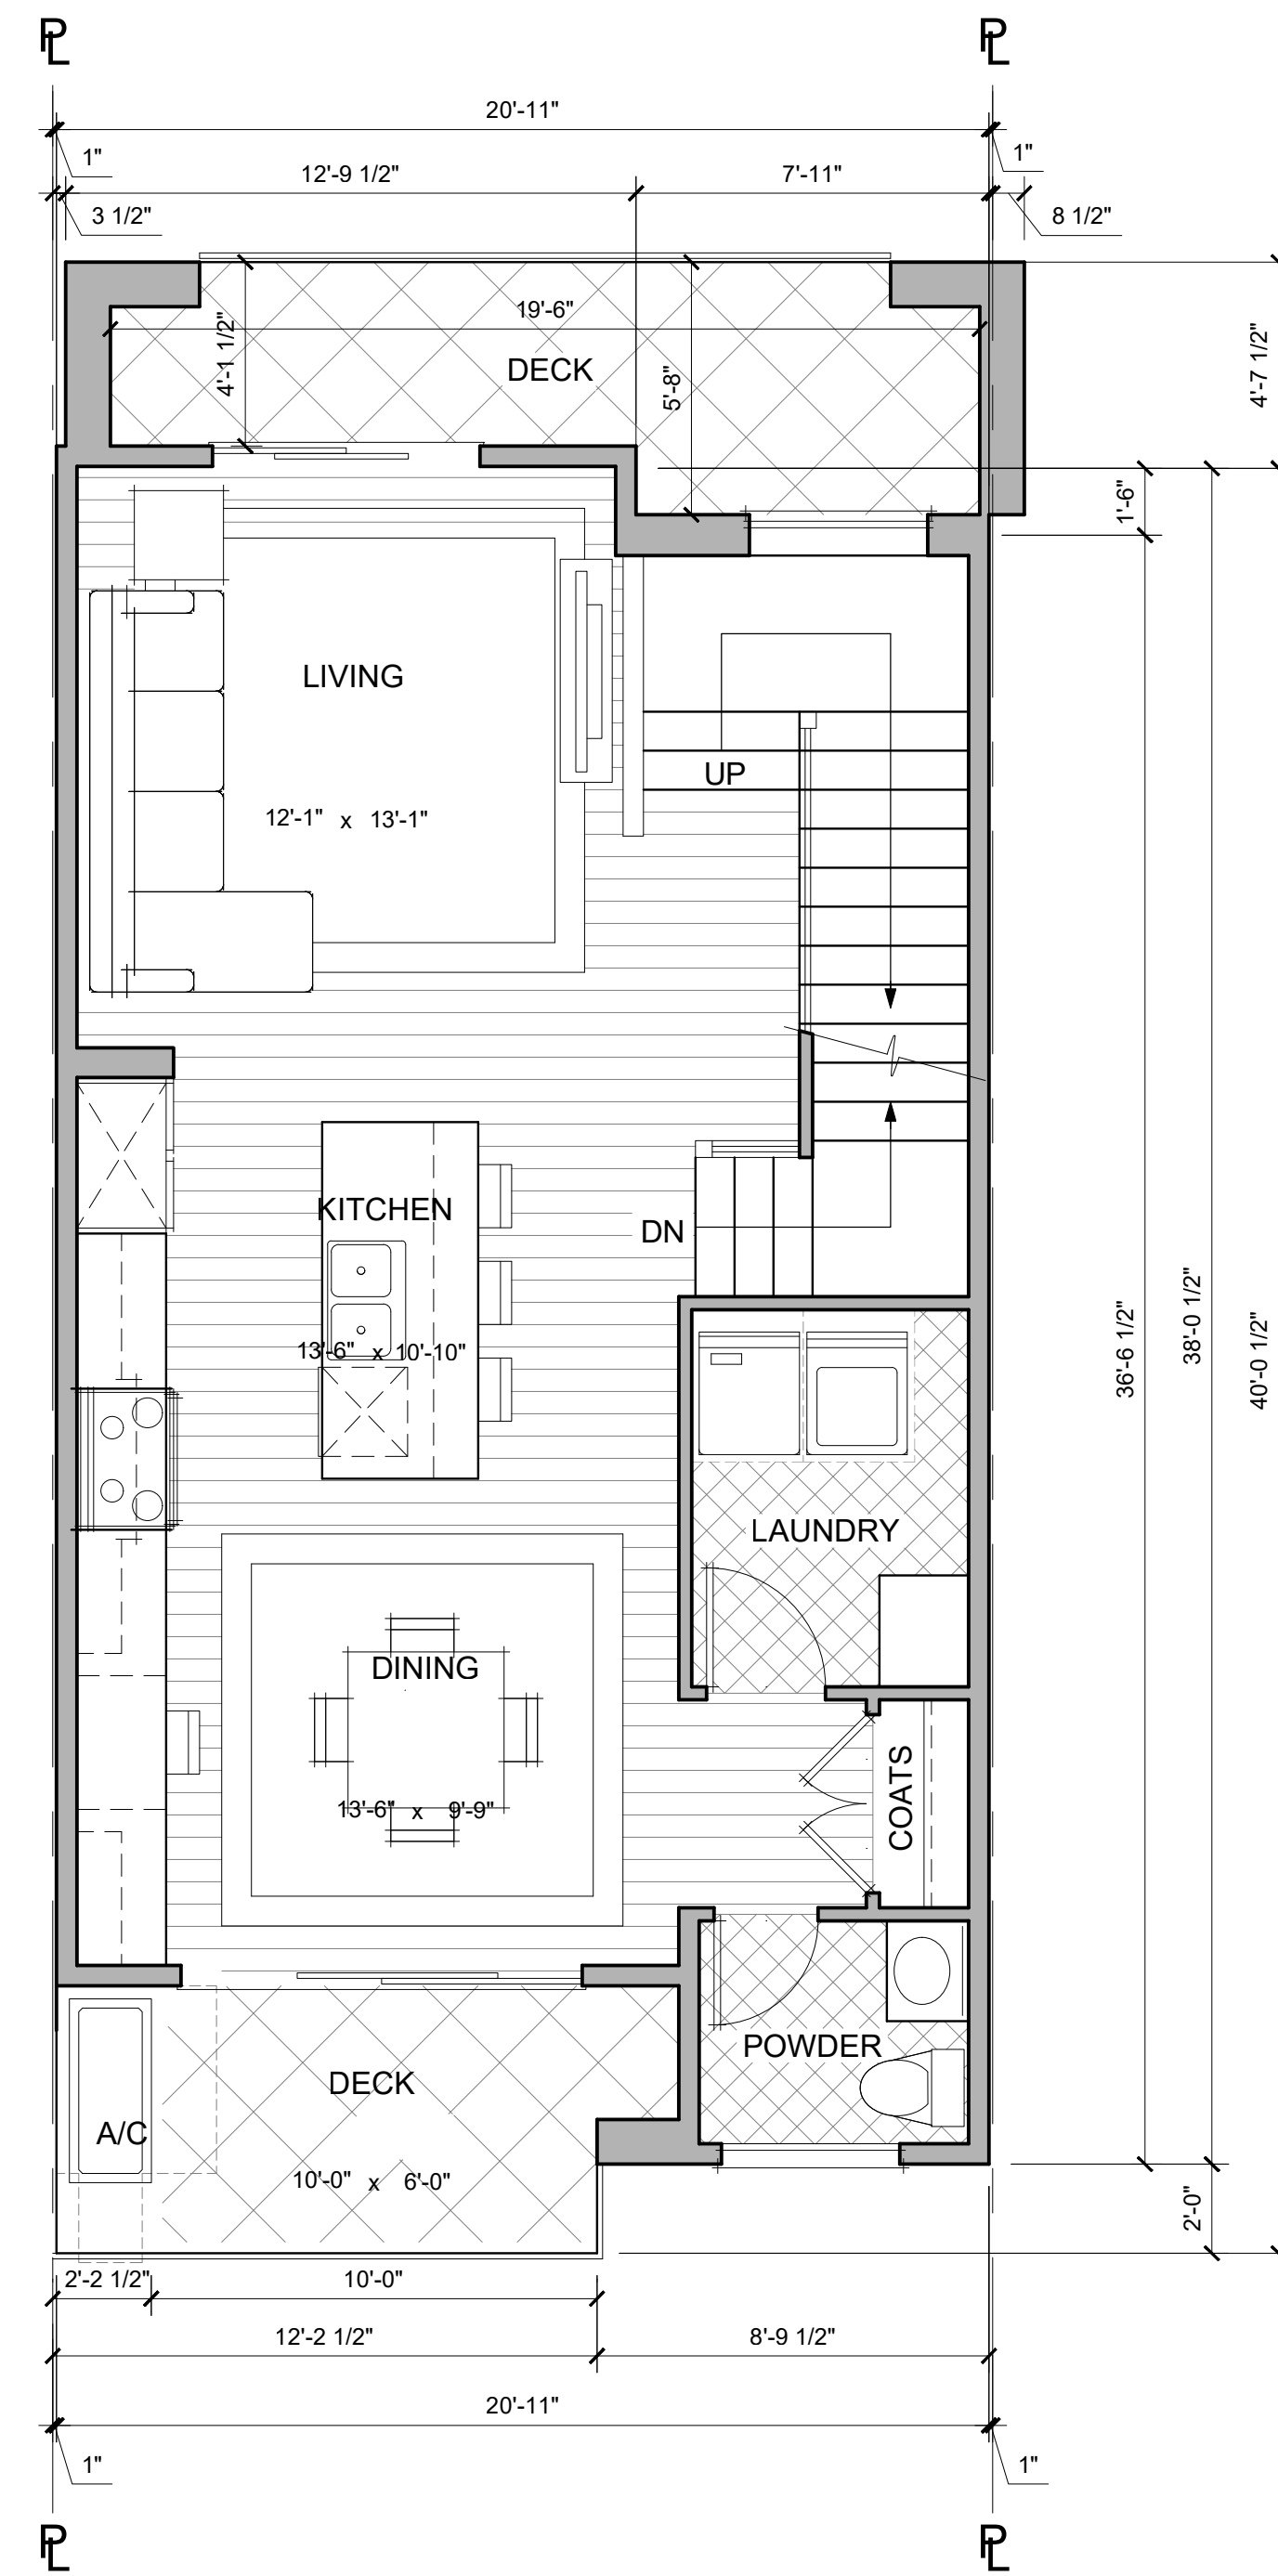 PL PL
20'-11"
1" 1"
12'-9 1/2" 7'-11"
3 1/2" 8 1/2"
19'-6"
4'-1 1/2"
DECK
5'-8"
4'-7 1/2"
1'-6"
LIVING
UP
12'-1" x 13'-1"
KITCHEN
DN
13'-6" x 10'-10"
36'-6 1/2"
38'-0 1/2"
40'-0 1/2"
LAUNDRY
DINING
COATS
13'-6" x 9'-9"
POWDER
DECK
A/C
10'-0" x 6'-0"
2'-0"
2'-2 1/2" 10'-0"
12'-2 1/2" 8'-9 1/2"
20'-11"
1" 1"
PL PL